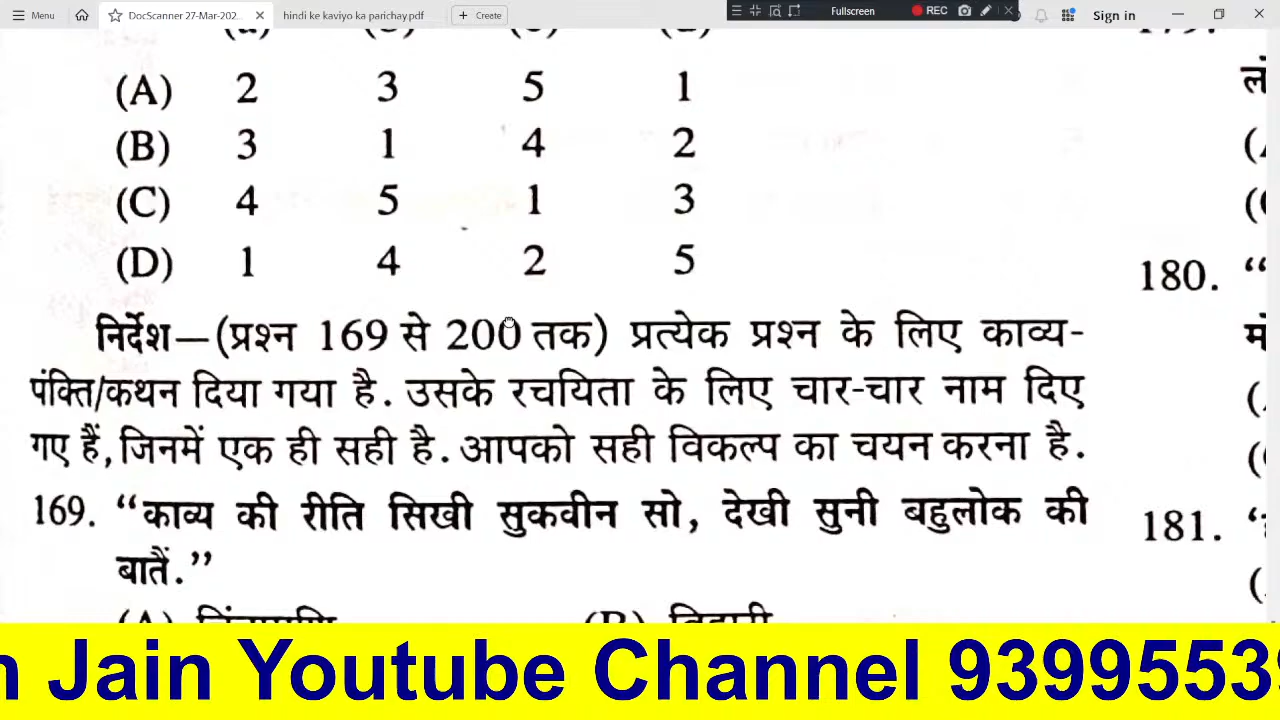 Menu
DocScanner 27-Mar-202...
hindi ke kaviyo ka parichay.pdf
+ Create
Fullscreen
REC
Sign in
(A) 2 3 5 1
(B) 3 1 4 2
(C) 4 5 1 3
(D) 1 4 2 5
निर्देश—(प्रश्न 169 से 200 तक) प्रत्येक प्रश्न के लिए काव्य-
पंक्ति/कथन दिया गया है. उसके रचयिता के लिए चार-चार नाम दिए
गए हैं, जिनमें एक ही सही है. आपको सही विकल्प का चयन करना है.
169. “काव्य की रीति सिखी सुकवीन सो, देखी सुनी बहुलोक की
बातैं.”
180. “
181. ‘
Jain Youtube Channel 9399553